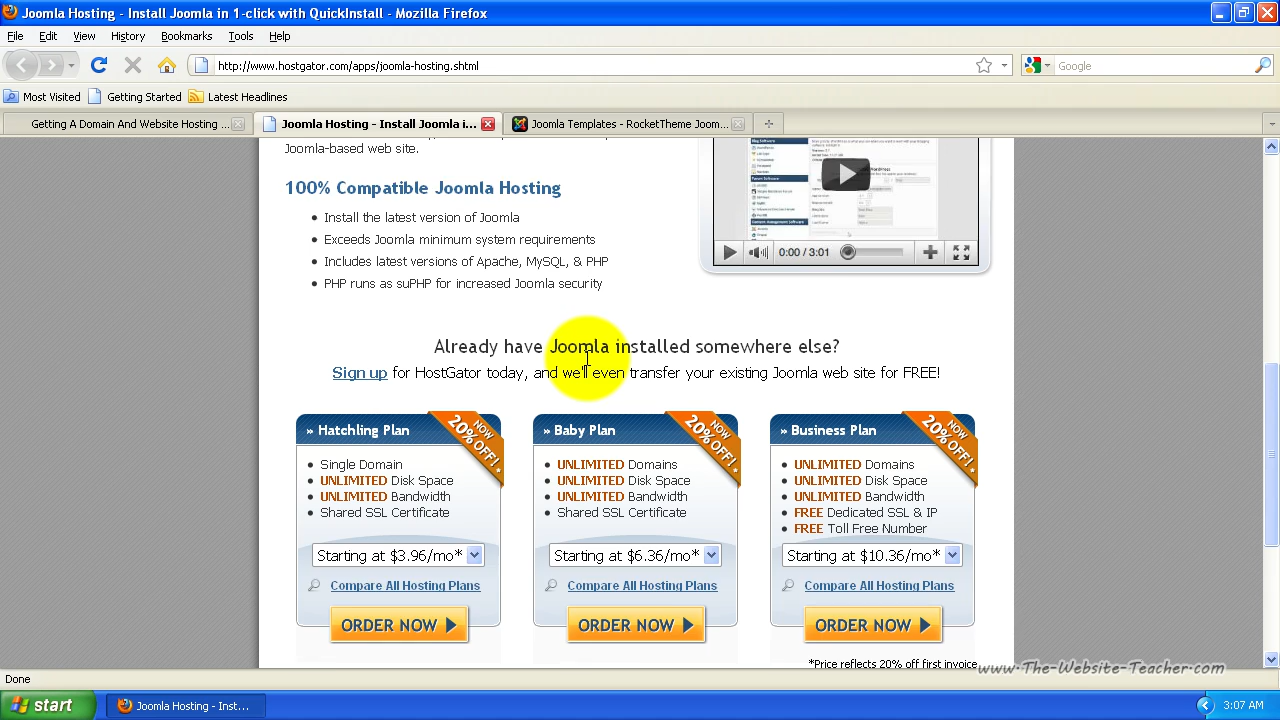 Joomla Hosting - Install Joomla in 1-click with QuickInstall - Mozilla Firefox
File Edit View History Bookmarks Tools Help
http://www.hostgator.com/apps/joomla-hosting.shtml
Google
Most Visited Getting Started Latest Headlines
Getting A Domain And Website Hosting ...
Joomla Hosting - Install Joomla i...
Joomla Templates - RocketTheme Joom...
Joomla-based web site.
100% Compatible Joomla Hosting
Install the latest version of Joomla
Exceeds Joomla minimum system requirements
Includes latest versions of Apache, MySQL, & PHP
PHP runs as suPHP for increased Joomla security
0:00 / 3:01
Already have Joomla installed somewhere else?
Sign up for HostGator today, and we'll even transfer your existing Joomla web site for FREE!
» Hatchling Plan
NOW 20% OFF! *
Single Domain
UNLIMITED Disk Space
UNLIMITED Bandwidth
Shared SSL Certificate
Starting at $3.96/mo*
Compare All Hosting Plans
ORDER NOW
» Baby Plan
NOW 20% OFF! *
UNLIMITED Domains
UNLIMITED Disk Space
UNLIMITED Bandwidth
Shared SSL Certificate
Starting at $6.36/mo*
Compare All Hosting Plans
ORDER NOW
» Business Plan
NOW 20% OFF! *
UNLIMITED Domains
UNLIMITED Disk Space
UNLIMITED Bandwidth
FREE Dedicated SSL & IP
FREE Toll Free Number
Starting at $10.36/mo*
Compare All Hosting Plans
ORDER NOW
*Price reflects 20% off first invoice
www.The-Website-Teacher.com
Done
start
Joomla Hosting - Inst...
3:07 AM